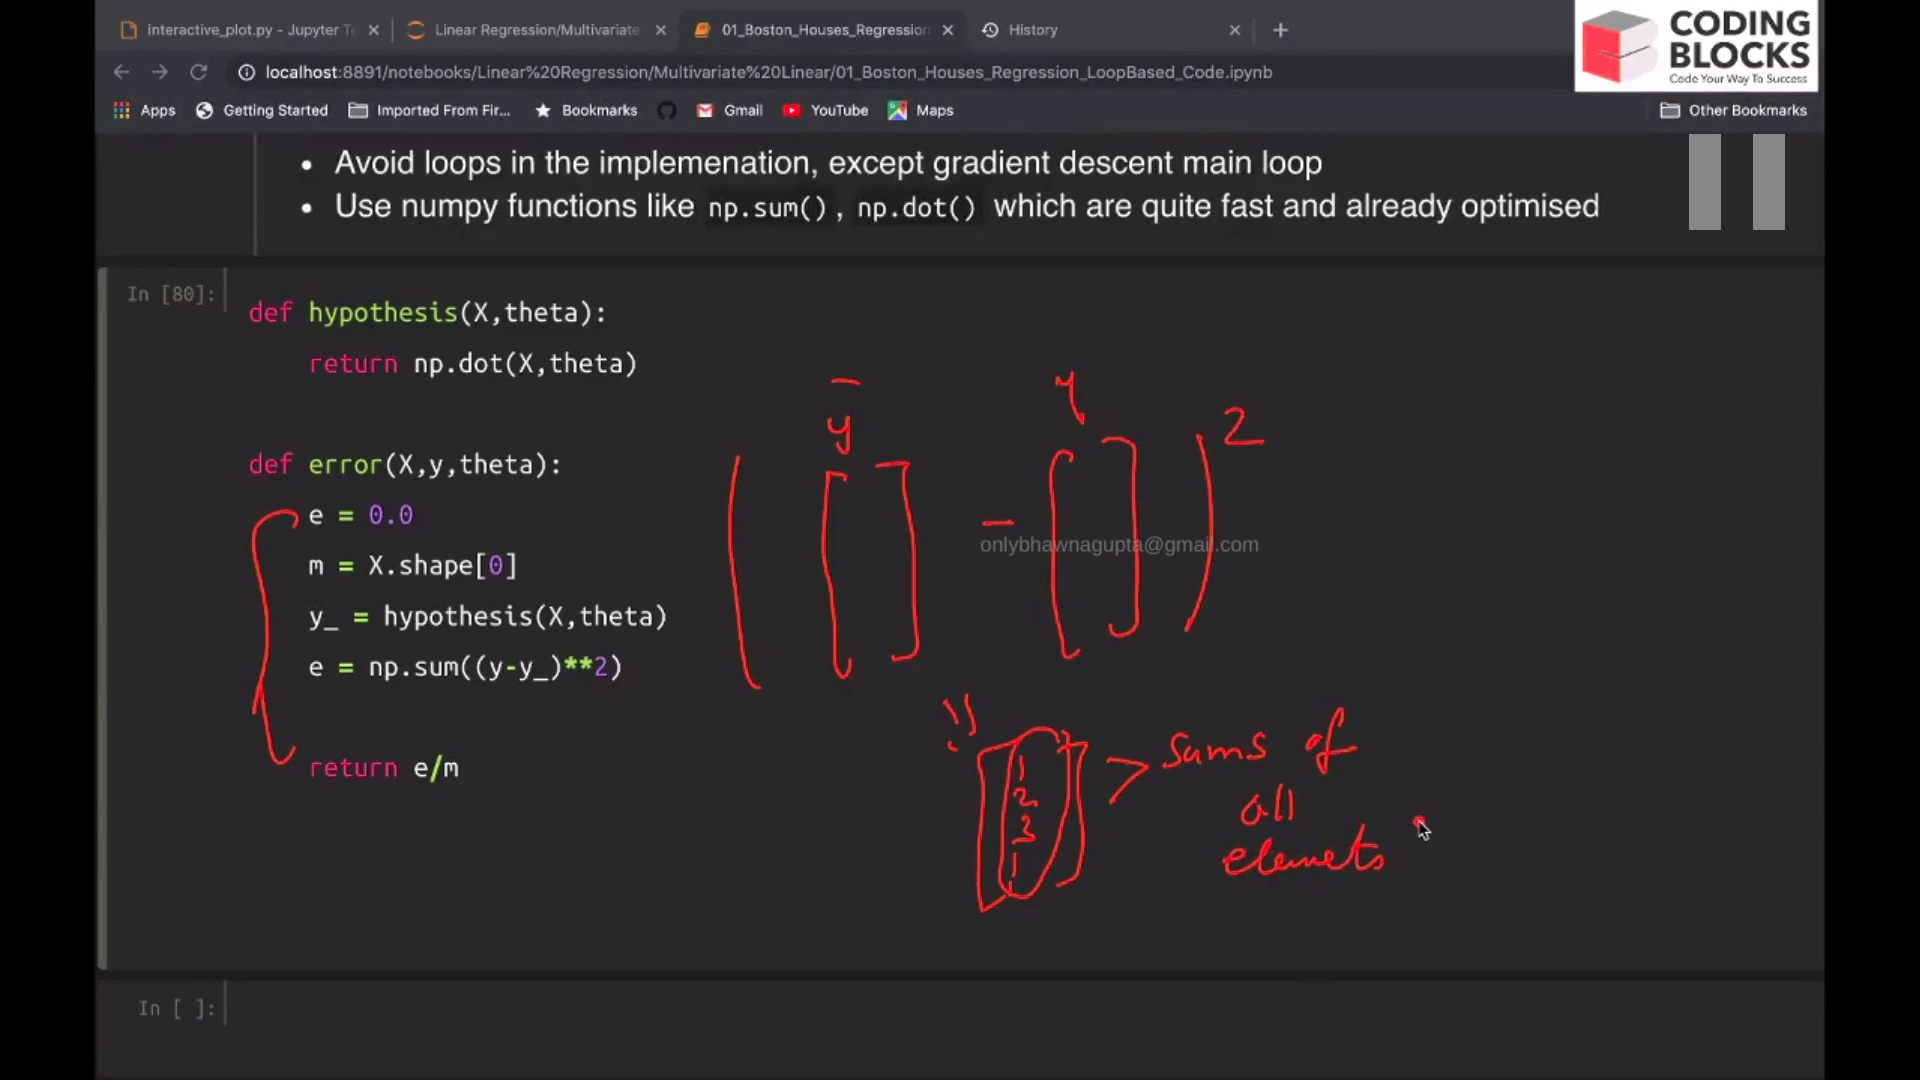 interactive_plot.py - Jupyter Te
Linear Regression/Multivariate
01_Boston_Houses_Regression
History
CODING
BLOCKS
Code Your Way To Success
localhost:8891/notebooks/Linear%20Regression/Multivariate%20Linear/01_Boston_Houses_Regression_LoopBased_Code.ipynb
Apps
Getting Started
Imported From Fir...
Bookmarks
Gmail
YouTube
Maps
Other Bookmarks
• Avoid loops in the implemenation, except gradient descent main loop
• Use numpy functions like np.sum() , np.dot() which are quite fast and already optimised
In [80]:
def hypothesis(X,theta):
return np.dot(X,theta)
def error(X,y,theta):
e = 0.0
m = X.shape[0]
y_ = hypothesis(X,theta)
e = np.sum((y-y_)**2)
return e/m
y
-
y
2
onlybhawnagupta@gmail.com
1
2
3
1
> sums of
all
elemets
In [ ]: